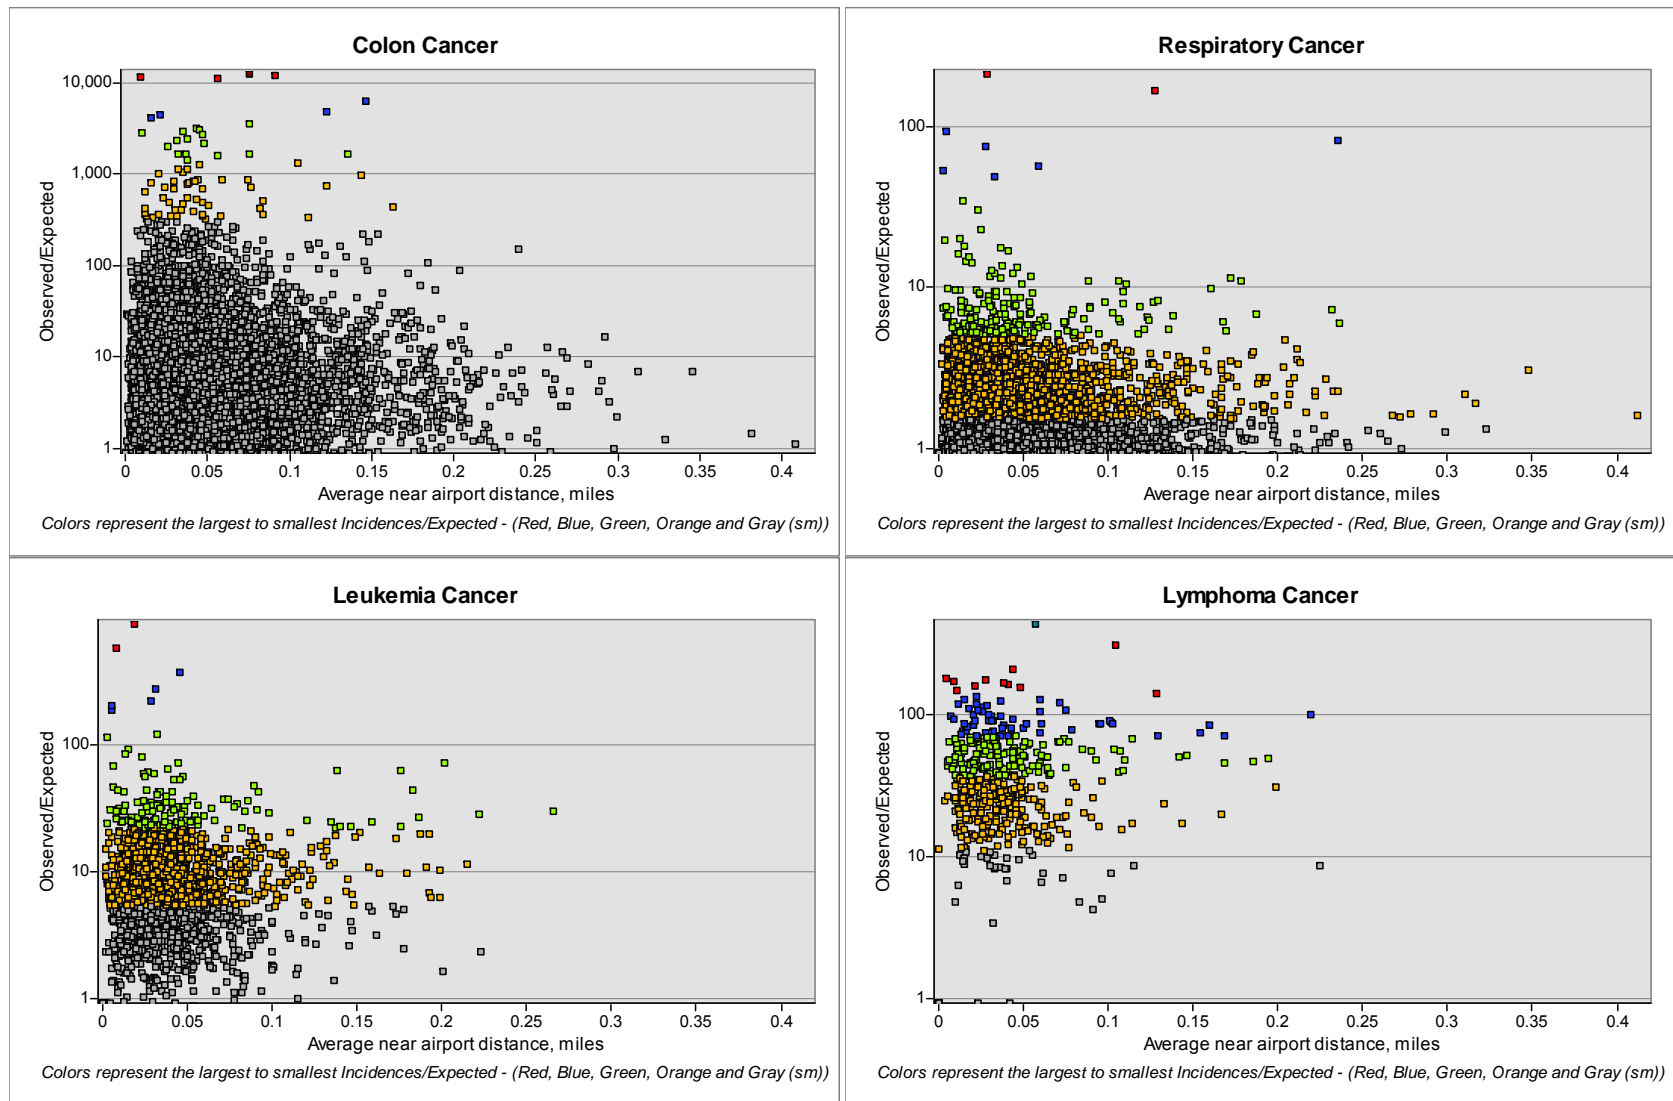 Colon Cancer
10,000
1,000
100
10
1
Observed/Expected
0 0.05 0.1 0.15 0.2 0.25 0.3 0.35 0.4
Average near airport distance, miles
Colors represent the largest to smallest Incidences/Expected - (Red, Blue, Green, Orange and Gray (sm))
Respiratory Cancer
100
10
1
Observed/Expected
0 0.05 0.1 0.15 0.2 0.25 0.3 0.35 0.4
Average near airport distance, miles
Colors represent the largest to smallest Incidences/Expected - (Red, Blue, Green, Orange and Gray (sm))
Leukemia Cancer
100
10
1
Observed/Expected
0 0.05 0.1 0.15 0.2 0.25 0.3 0.35 0.4
Average near airport distance, miles
Colors represent the largest to smallest Incidences/Expected - (Red, Blue, Green, Orange and Gray (sm))
Lymphoma Cancer
100
10
1
Observed/Expected
0 0.05 0.1 0.15 0.2 0.25 0.3 0.35 0.4
Average near airport distance, miles
Colors represent the largest to smallest Incidences/Expected - (Red, Blue, Green, Orange and Gray (sm))